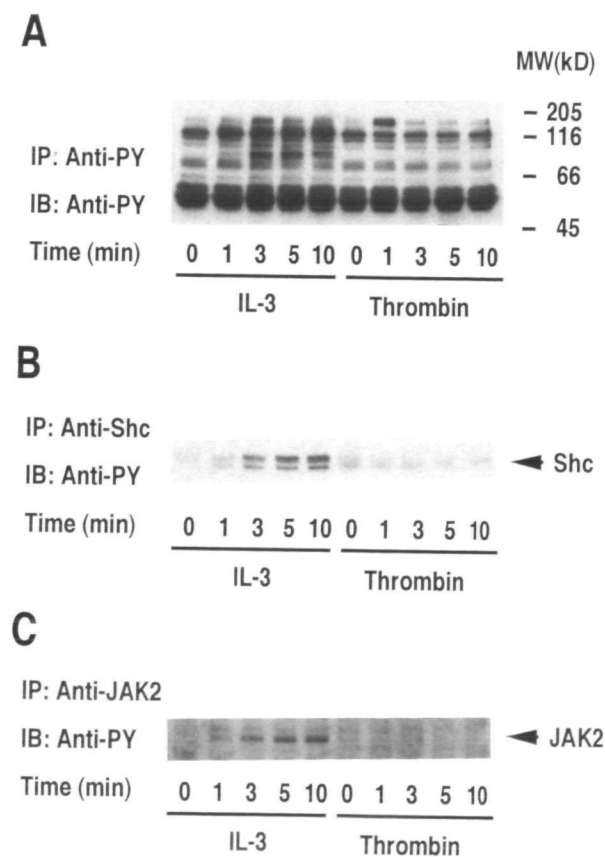 A
MW(kD)
– 205
– 116
IP: Anti-PY
– 66
IB: Anti-PY
– 45
Time (min) 0 1 3 5 10 0 1 3 5 10
IL-3 Thrombin
B
IP: Anti-Shc
IB: Anti-PY Shc
Time (min) 0 1 3 5 10 0 1 3 5 10
IL-3 Thrombin
C
IP: Anti-JAK2
IB: Anti-PY JAK2
Time (min) 0 1 3 5 10 0 1 3 5 10
IL-3 Thrombin